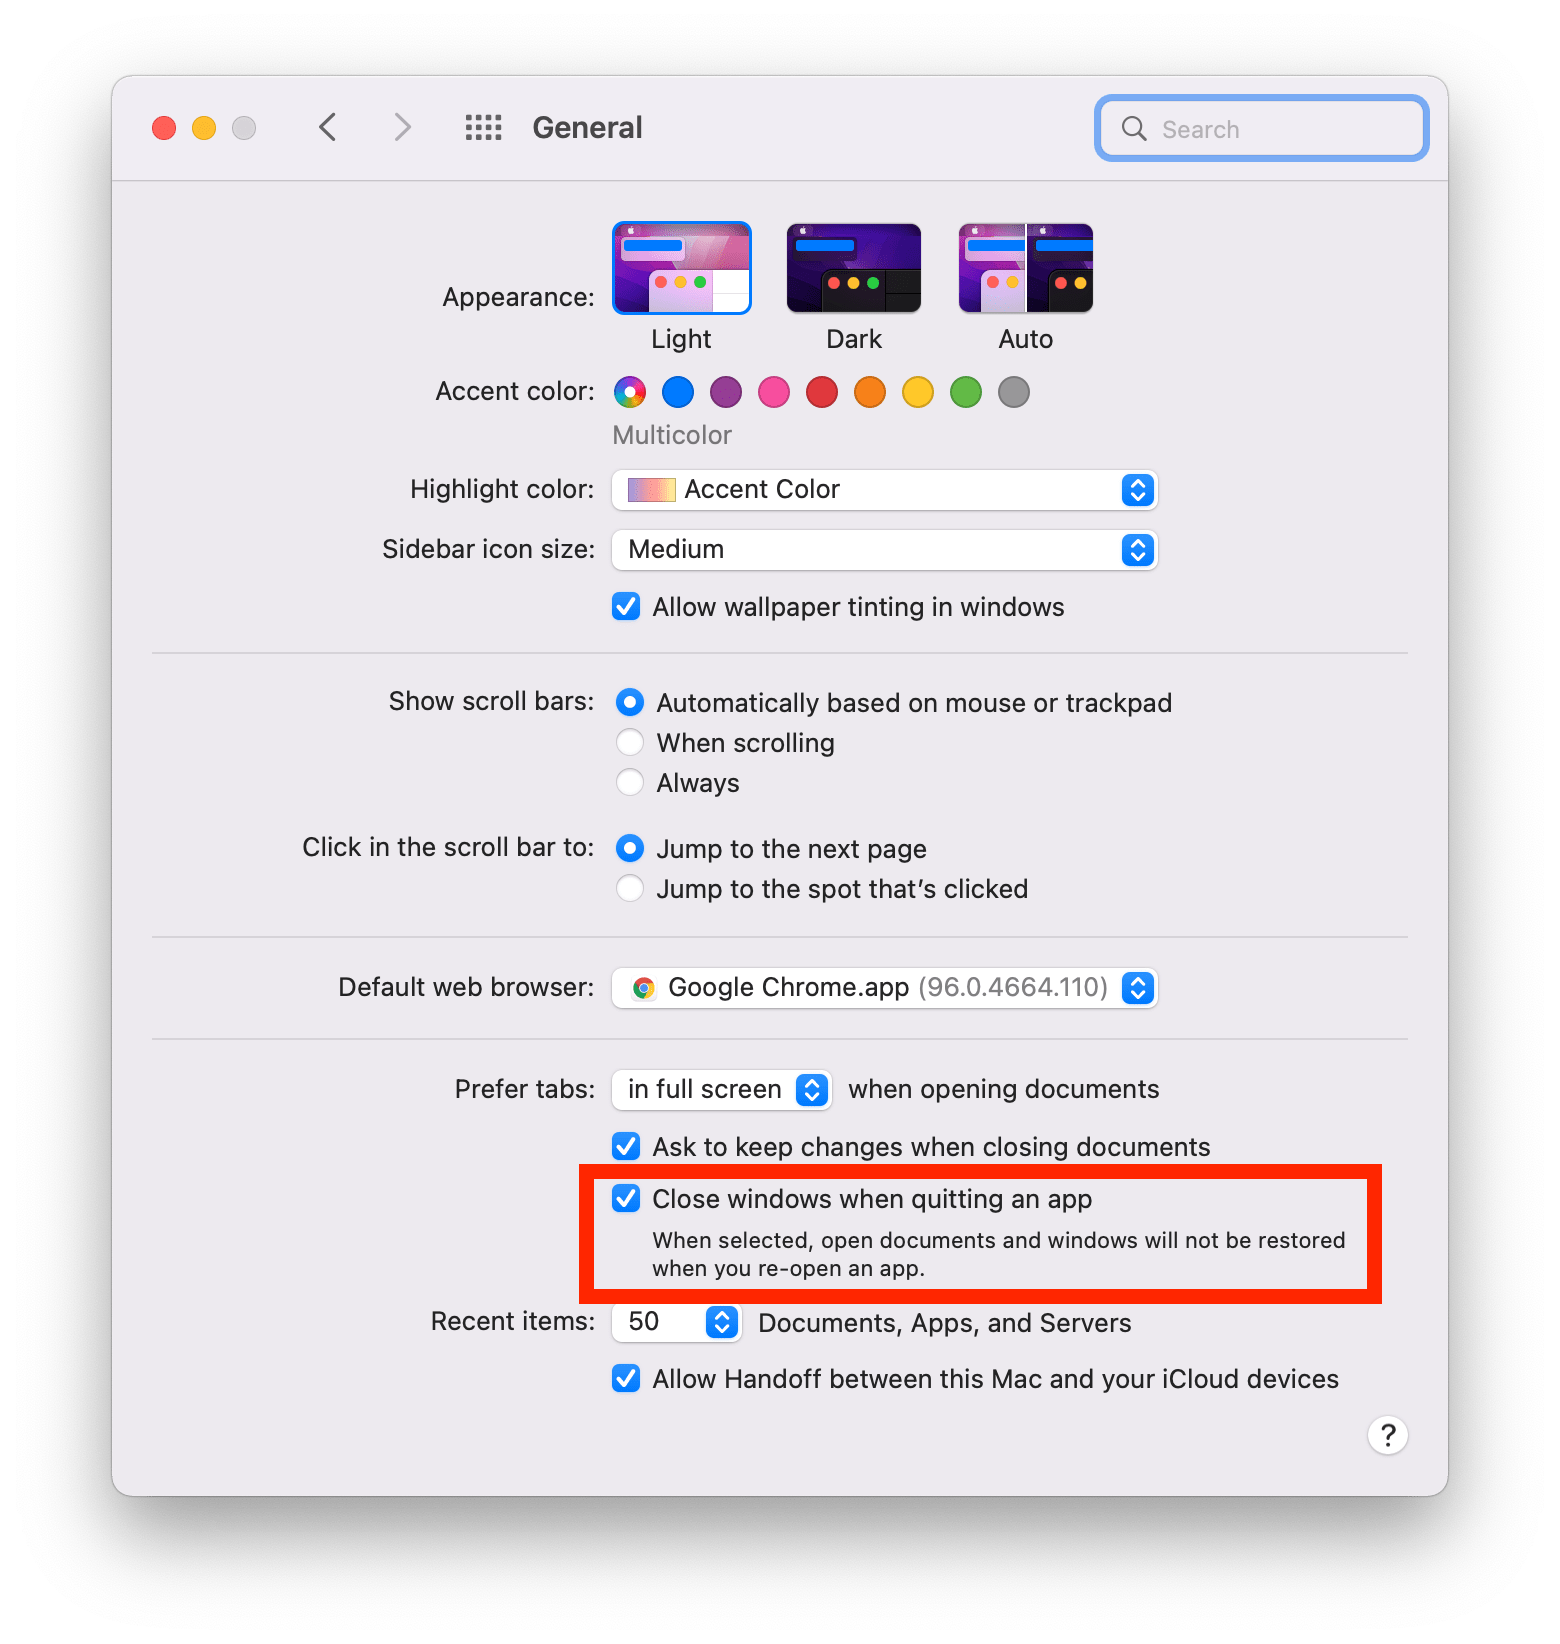 General
Search
Appearance:
Light
Dark
Auto
Accent color:
Multicolor
Highlight color:
Accent Color
Sidebar icon size:
Medium
Allow wallpaper tinting in windows
Show scroll bars:
Automatically based on mouse or trackpad
When scrolling
Always
Click in the scroll bar to:
Jump to the next page
Jump to the spot that’s clicked
Default web browser:
Google Chrome.app (96.0.4664.110)
Prefer tabs:
in full screen
when opening documents
Ask to keep changes when closing documents
Close windows when quitting an app
When selected, open documents and windows will not be restored
when you re-open an app.
Recent items:
50
Documents, Apps, and Servers
Allow Handoff between this Mac and your iCloud devices
?